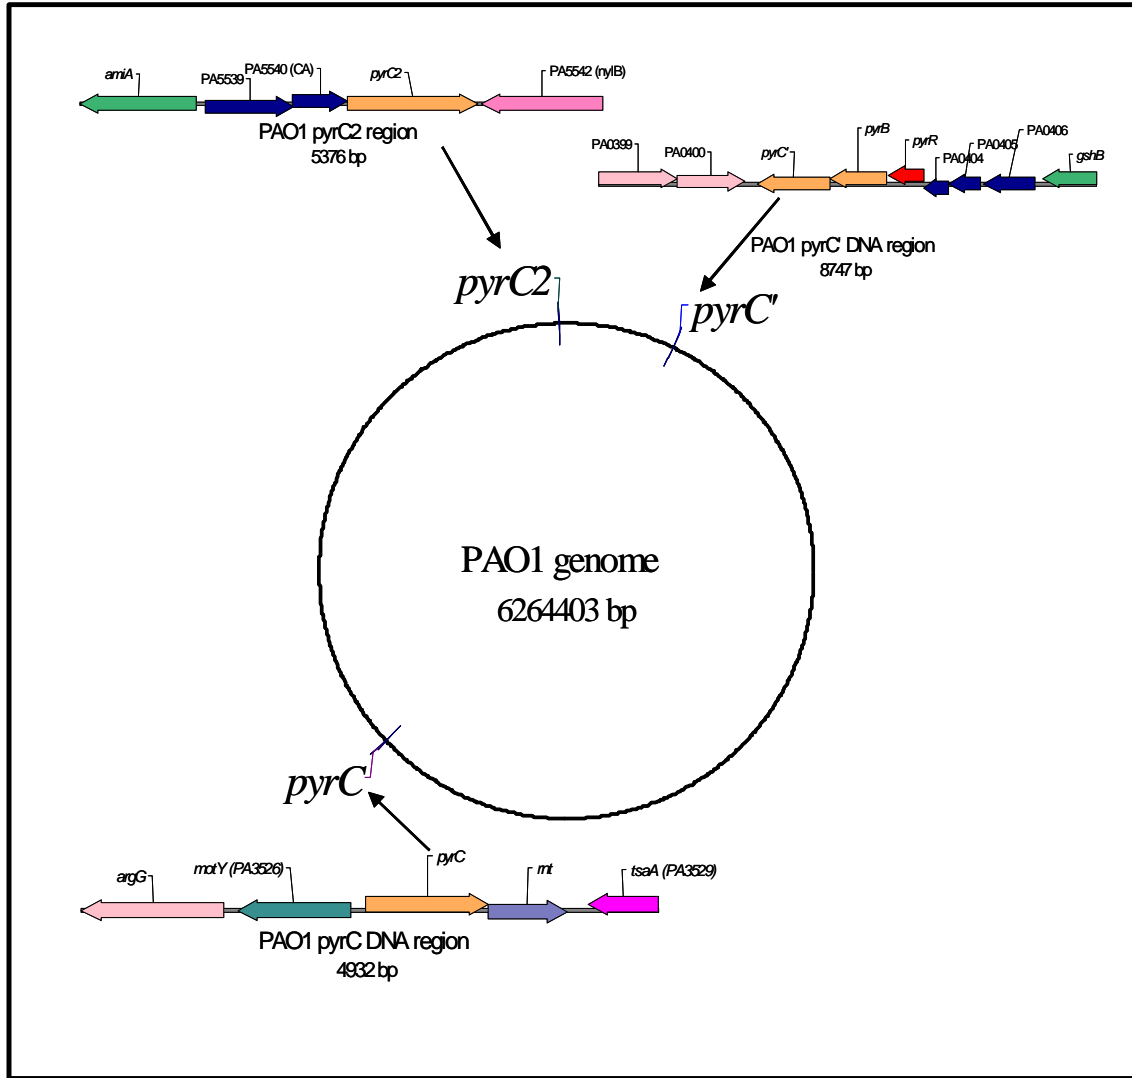 amiA
PA5539
PA5540 (CA)
pyrC2
PA5542 (nylB)
PAO1 pyrC2 region
5376 bp
PA0399
PA0400
pyrC'
pyrB
pyrR
PA0404
PA0405
PA0406
gshB
PAO1 pyrC' DNA region
8747 bp
pyrC2
pyrC'
PAO1 genome
6264403 bp
pyrC
argG
motY (PA3526)
pyrC
rnt
tsaA (PA3529)
PAO1 pyrC DNA region
4932 bp